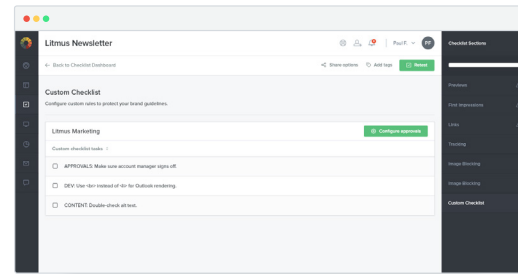 Litmus Newsletter
Paul F.
PF
Checklist Sections
← Back to Checklist Dashboard
Share options
Add tags
Retest
Custom Checklist
Configure custom rules to protect your brand guidelines.
Previews
First Impressions
Litmus Marketing
Configure approvals
Links
Custom checklist tasks
Tracking
APPROVALS: Make sure account manager signs off.
Image Blocking
DEV: Use <br> instead of
for Outlook rendering.
Image Blocking
CONTENT: Double-check alt text.
Custom Checklist